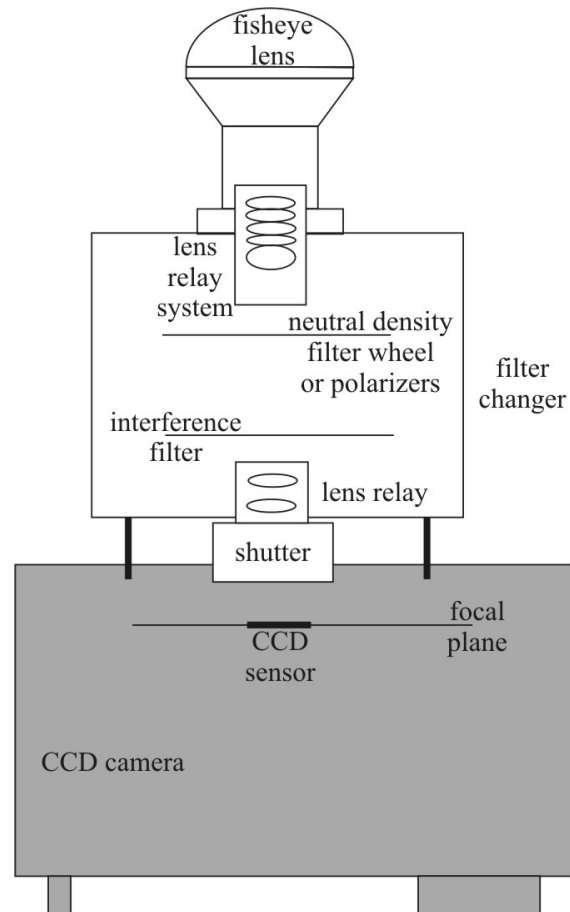 fisheye
lens
lens
relay
system
neutral density
filter wheel
or polarizers
filter
changer
interference
filter
lens relay
shutter
focal
plane
CCD
sensor
CCD camera